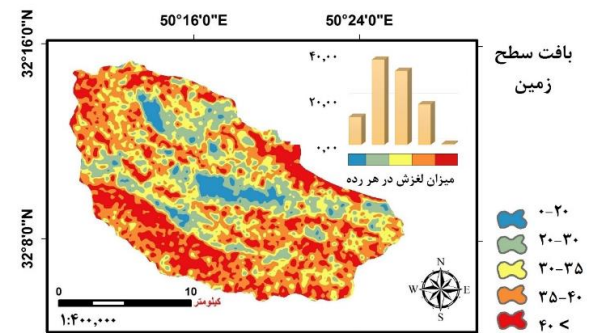 50°16'0"E
50°24'0"E
32°16'0"N
32°8'0"N
بافت سطح
زمین
۴۰٫۰۰
۲۰٫۰۰
۰٫۰۰
میزان لغزش در هر رده
۰-۲۰
۲۰-۳۰
۳۰-۳۵
۳۵-۴۰
۴۰ <
N
W
E
S
0
10
کیلومتر
۱:۴۰۰,۰۰۰